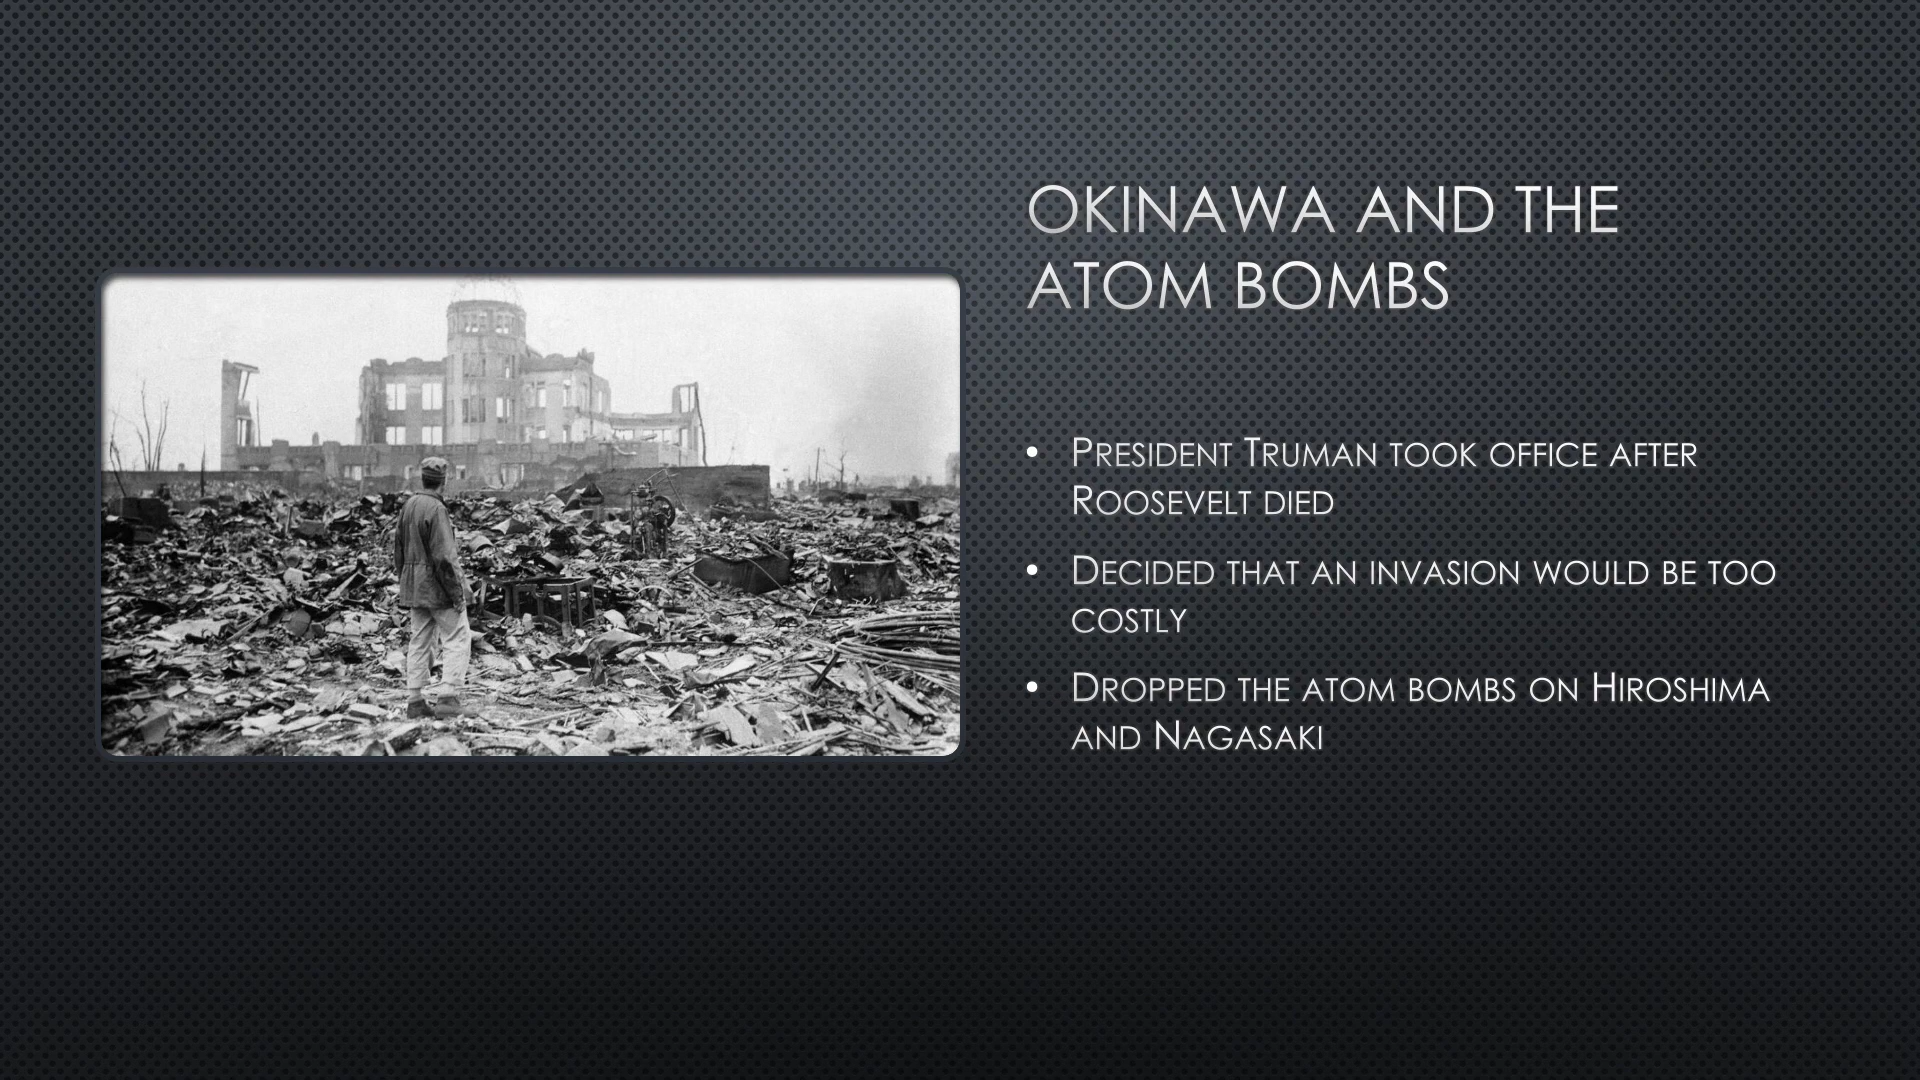 OKINAWA AND THE
ATOM BOMBS
• PRESIDENT TRUMAN TOOK OFFICE AFTER
ROOSEVELT DIED
• DECIDED THAT AN INVASION WOULD BE TOO
COSTLY
• DROPPED THE ATOM BOMBS ON HIROSHIMA
AND NAGASAKI